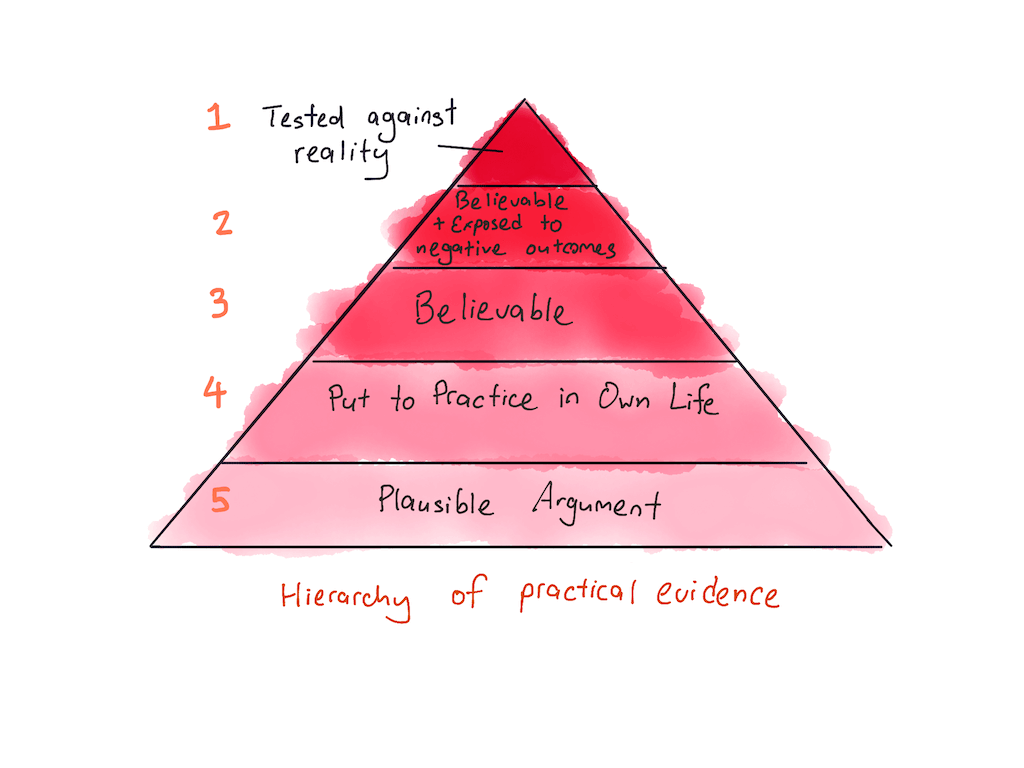 1 Tested against
reality
2 Believable
+ Exposed to
negative outcomes
3 Believable
4 Put to Practice in Own Life
5 Plausible Argument
Hierarchy of practical evidence